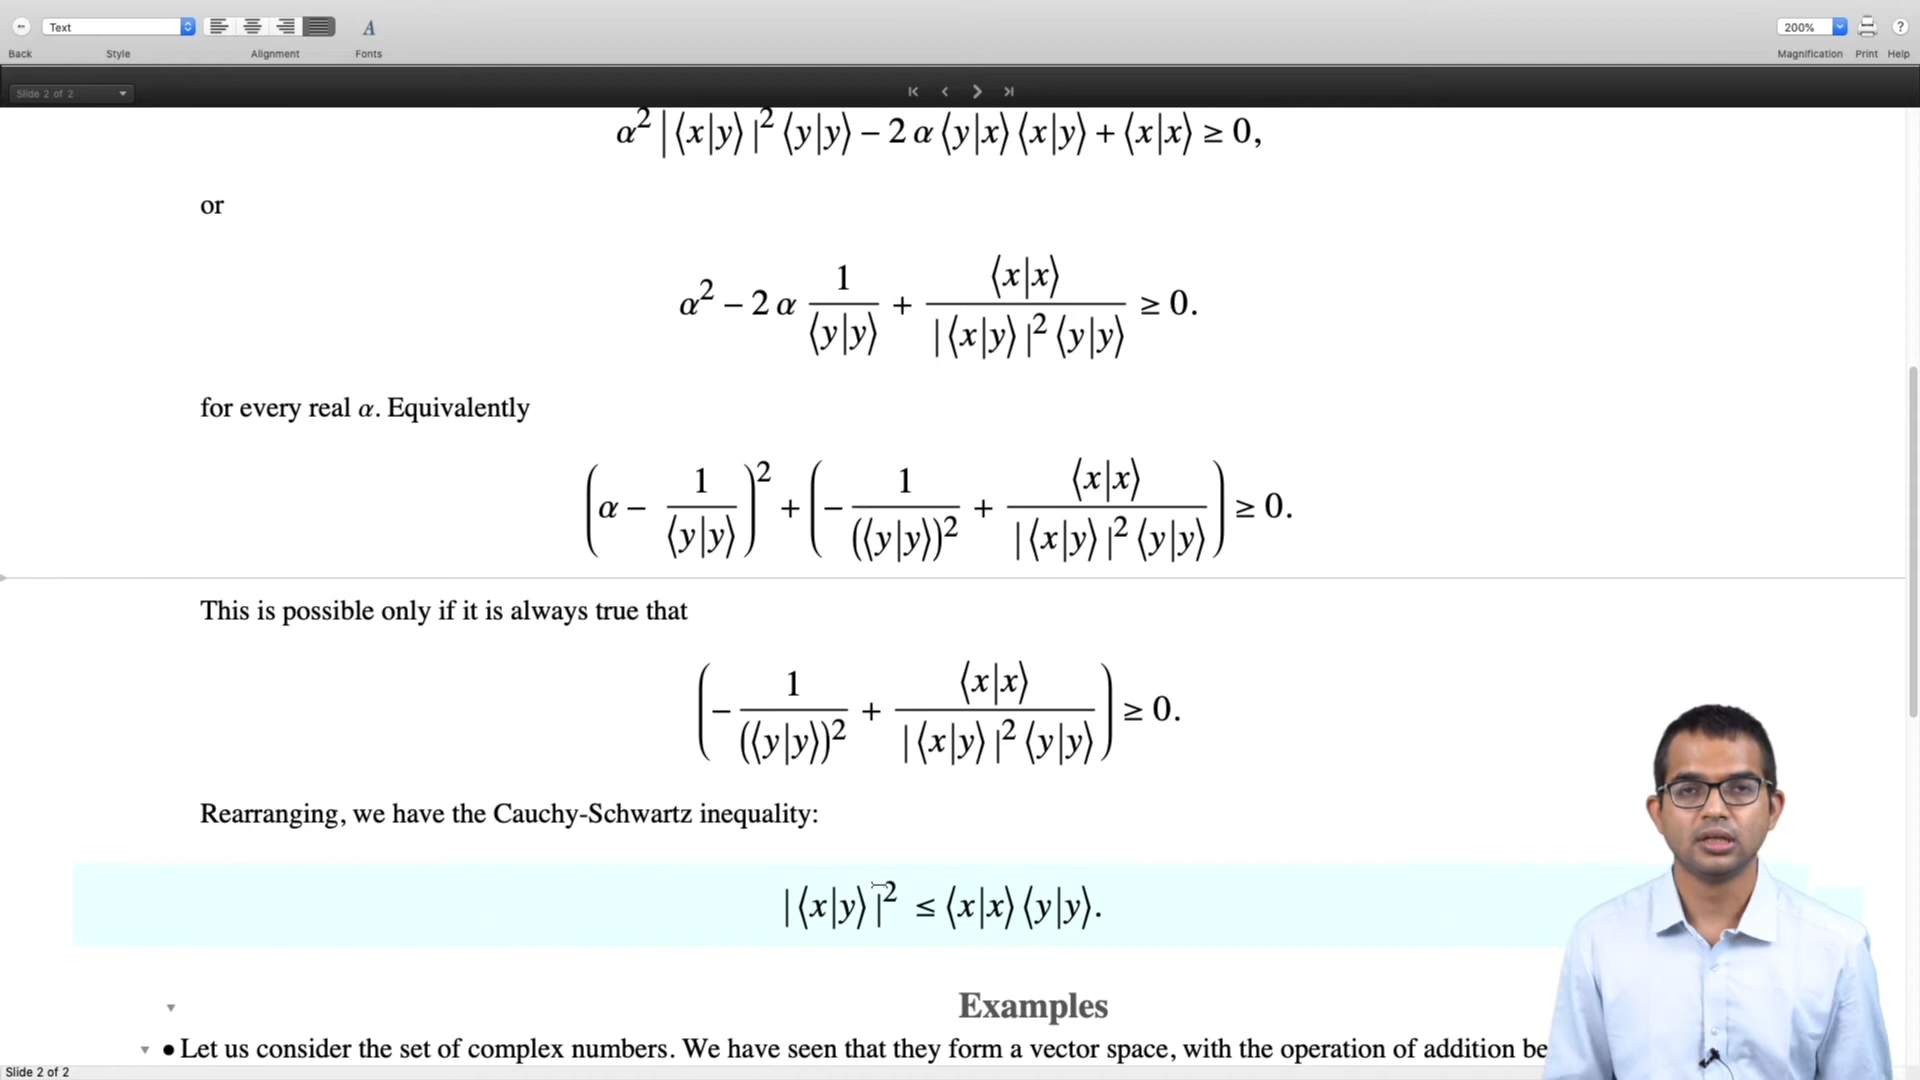 Text
200%
Back
Style
Alignment
Fonts
Magnification
Print
Help
Slide 2 of 2
α² |⟨x|y⟩|² ⟨y|y⟩ − 2 α ⟨y|x⟩ ⟨x|y⟩ + ⟨x|x⟩ ≥ 0,
or
α² − 2 α 1/⟨y|y⟩ + ⟨x|x⟩/(|⟨x|y⟩|² ⟨y|y⟩) ≥ 0.
for every real α. Equivalently
(α − 1/⟨y|y⟩)² + (− 1/(⟨y|y⟩)² + ⟨x|x⟩/(|⟨x|y⟩|² ⟨y|y⟩)) ≥ 0.
This is possible only if it is always true that
(− 1/(⟨y|y⟩)² + ⟨x|x⟩/(|⟨x|y⟩|² ⟨y|y⟩)) ≥ 0.
Rearranging, we have the Cauchy-Schwartz inequality:
|⟨x|y⟩|² ≤ ⟨x|x⟩ ⟨y|y⟩.
Examples
• Let us consider the set of complex numbers. We have seen that they form a vector space, with the operation of addition be
Slide 2 of 2